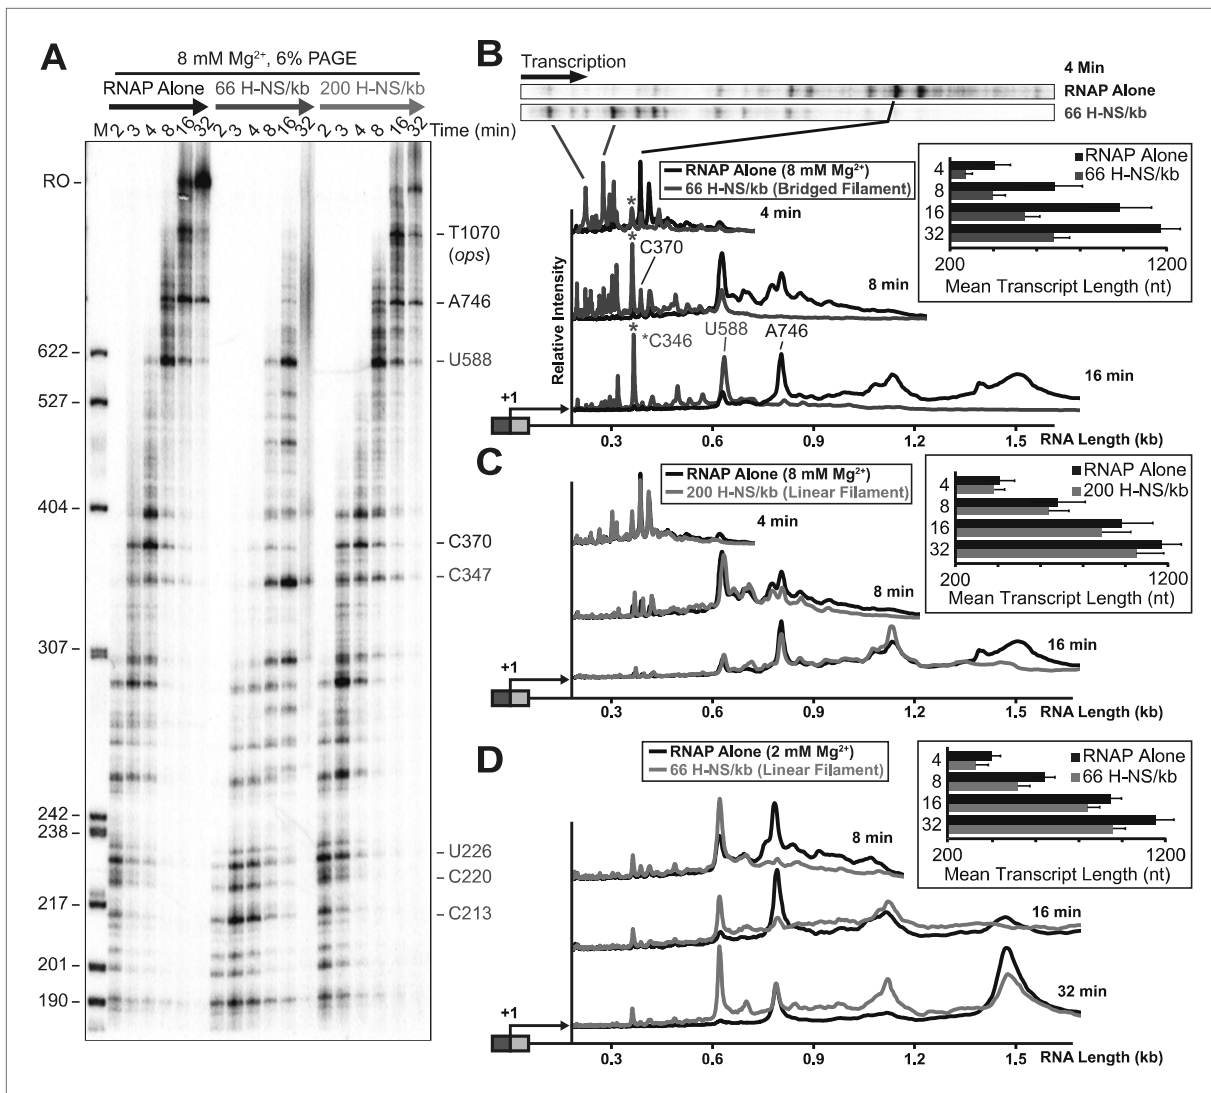 A
8 mM Mg²⁺, 6% PAGE
RNAP Alone 66 H-NS/kb 200 H-NS/kb
M 2 3 4 8 16 32 2 3 4 8 16 32 2 3 4 8 16 32 Time (min)
RO –
– T1070
(ops)
– A746
622 –
– U588
527 –
404 –
– C370
– C347
307 –
242 –
238 –
– U226
– C220
217 –
– C213
201 –
190 –
B
Transcription
4 Min
RNAP Alone
66 H-NS/kb
RNAP Alone (8 mM Mg²⁺)
66 H-NS/kb (Bridged Filament)
*
4 min
*
C370
8 min
*
*C346
U588
A746
16 min
Relative Intensity
+1
0.3 0.6 0.9 1.2 1.5 RNA Length (kb)
RNAP Alone
66 H-NS/kb
4
8
16
32
200 1200
Mean Transcript Length (nt)
C
RNAP Alone (8 mM Mg²⁺)
200 H-NS/kb (Linear Filament)
4 min
8 min
16 min
+1
0.3 0.6 0.9 1.2 1.5 RNA Length (kb)
RNAP Alone
200 H-NS/kb
4
8
16
32
200 1200
Mean Transcript Length (nt)
D
RNAP Alone (2 mM Mg²⁺)
66 H-NS/kb (Linear Filament)
8 min
16 min
32 min
+1
0.3 0.6 0.9 1.2 1.5 RNA Length (kb)
RNAP Alone
66 H-NS/kb
4
8
16
32
200 1200
Mean Transcript Length (nt)